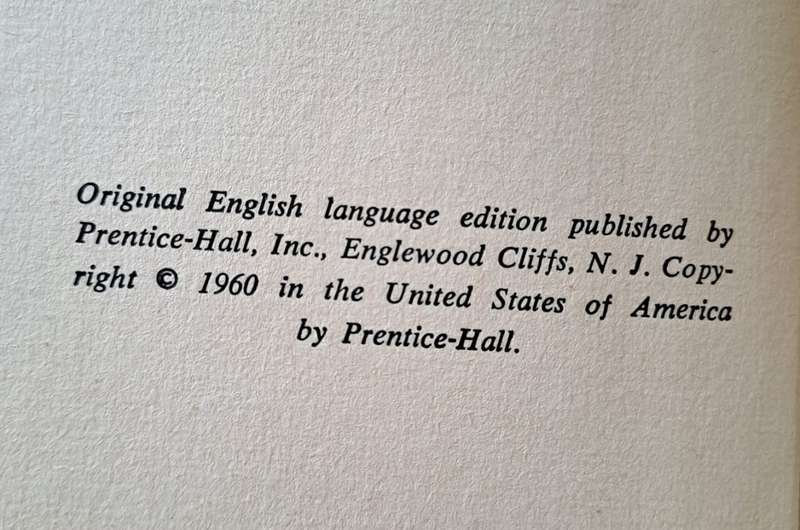 Original English language edition published by
Prentice-Hall, Inc., Englewood Cliffs, N. J. Copy-
right © 1960 in the United States of America
by Prentice-Hall.